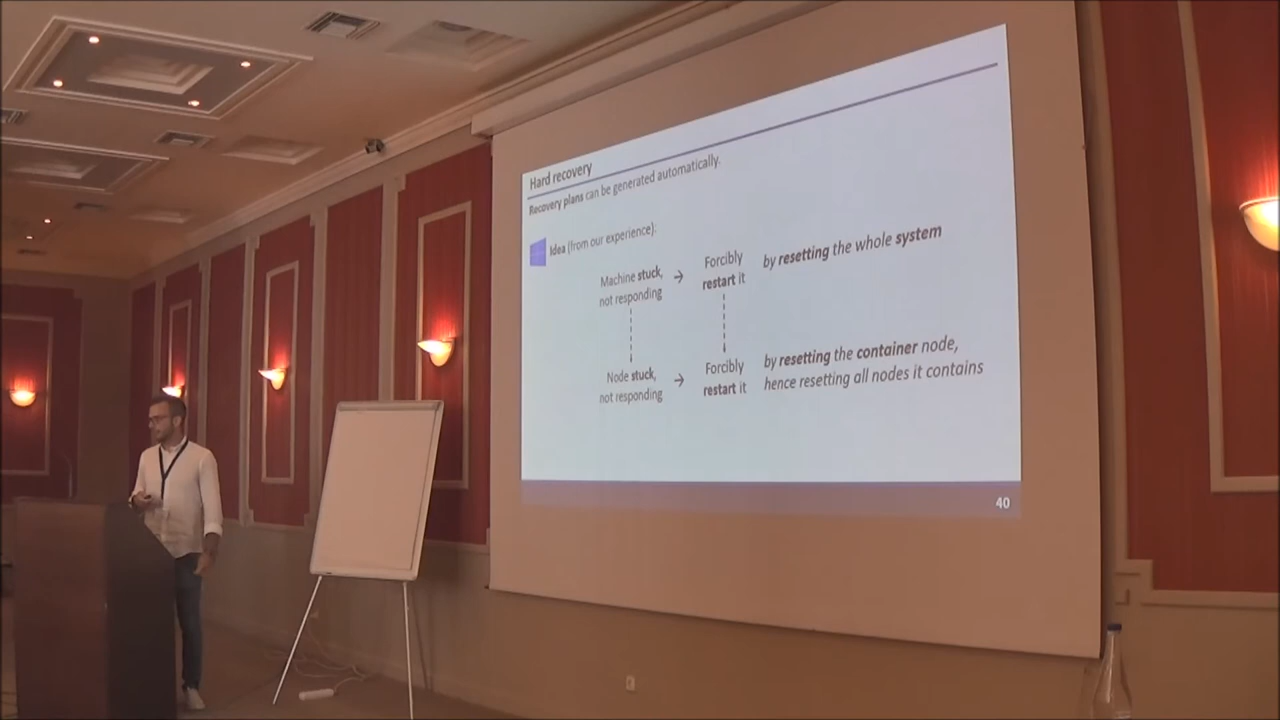 Hard recovery
Recovery plans can be generated automatically.
Idea (from our experience):
Machine stuck,
not responding
→
Forcibly
restart it
by resetting the whole system
Node stuck,
not responding
→
Forcibly
restart it
by resetting the container node,
hence resetting all nodes it contains
40